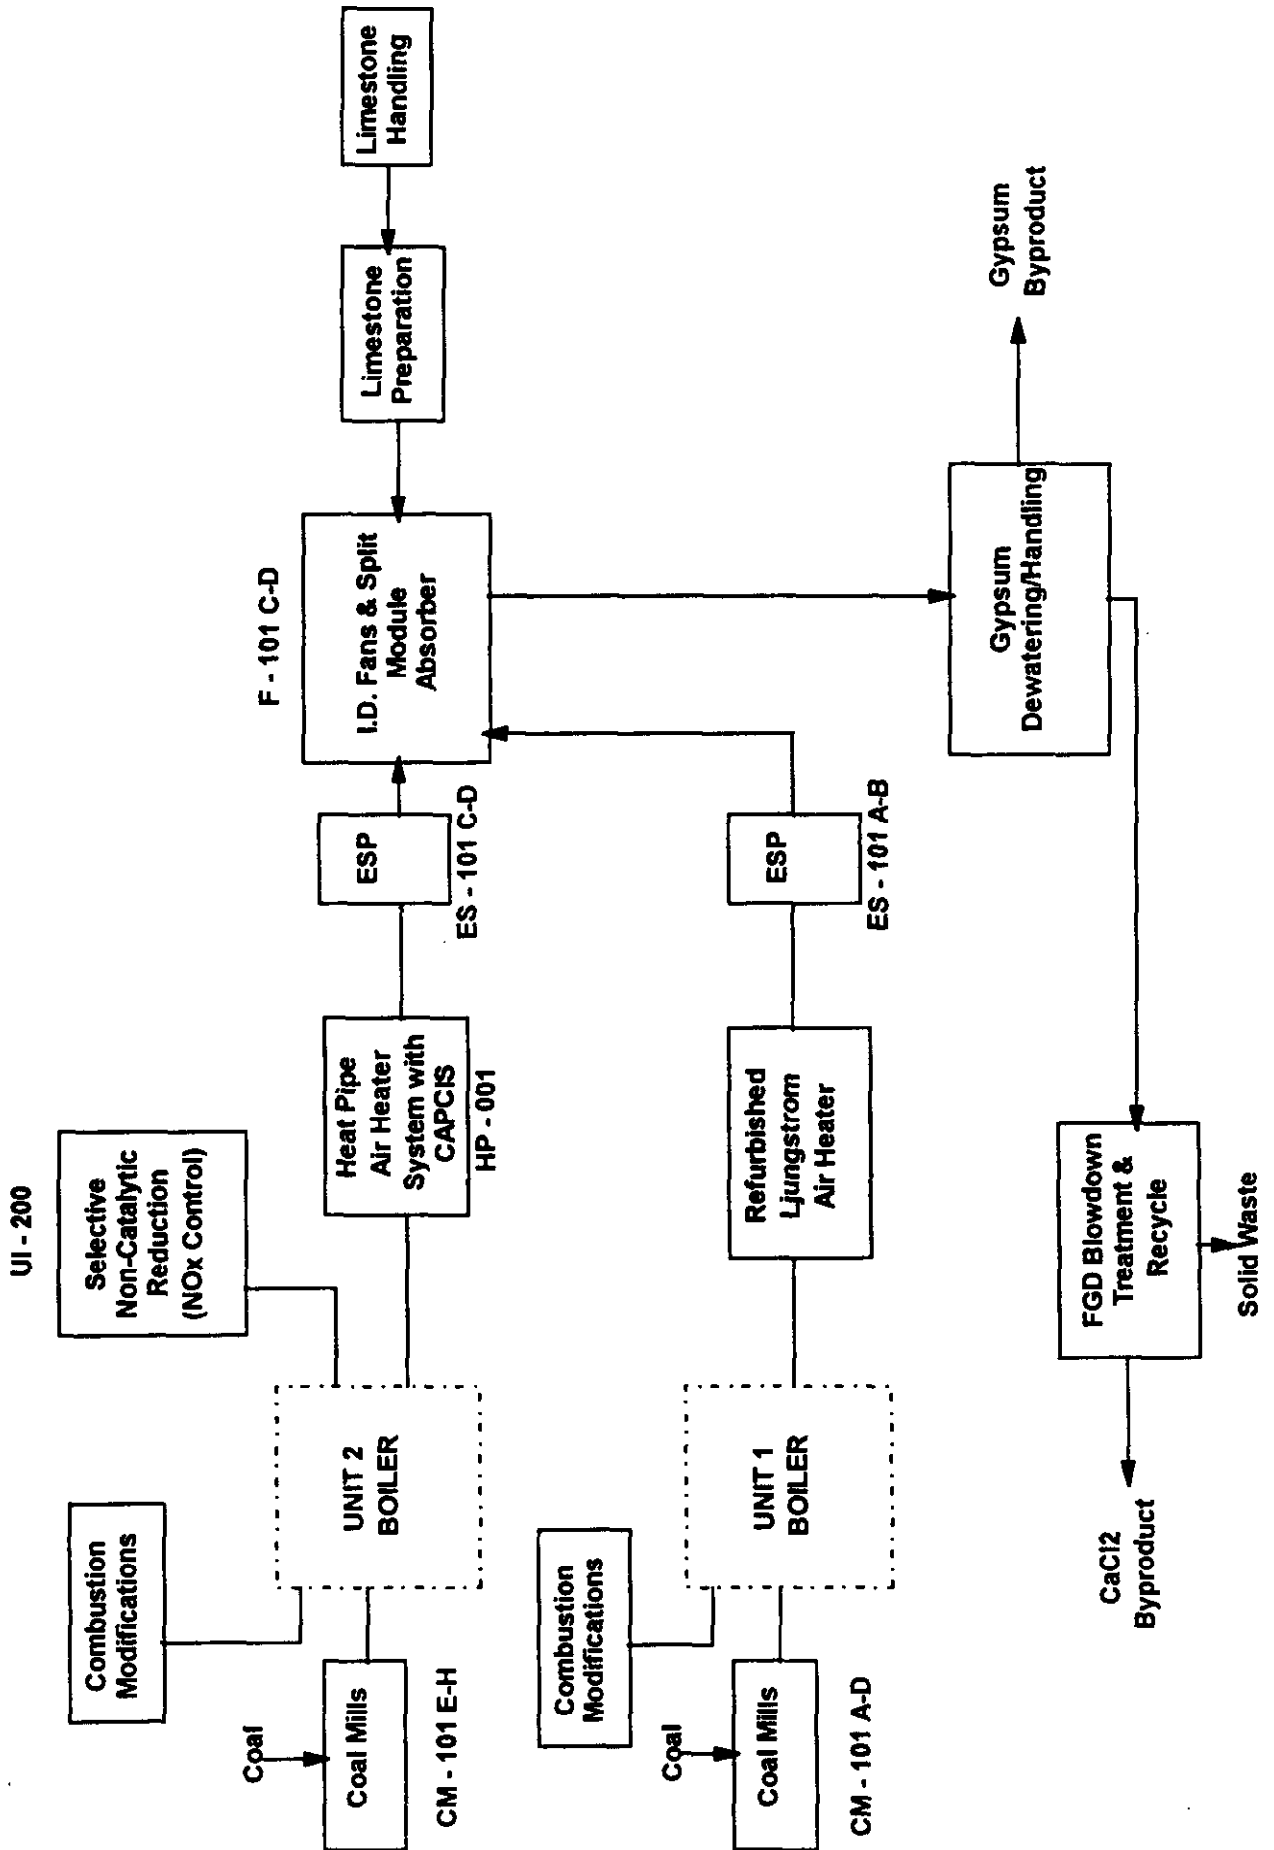 UI - 200
Selective
Non-Catalytic
Reduction
(NOx Control)
Combustion
Modifications
Coal
Coal Mills
CM - 101 E-H
UNIT 2
BOILER
Heat Pipe
Air Heater
System with
CAPCIS
HP - 001
ESP
ES - 101 C-D
F - 101 C-D
I.D. Fans & Split
Module
Absorber
Limestone
Preparation
Limestone
Handling
Combustion
Modifications
Coal
Coal Mills
CM - 101 A-D
UNIT 1
BOILER
Refurbished
Ljungstrom
Air Heater
ESP
ES - 101 A-B
Gypsum
Dewatering/Handling
Gypsum
Byproduct
FGD Blowdown
Treatment &
Recycle
CaCl2
Byproduct
Solid Waste